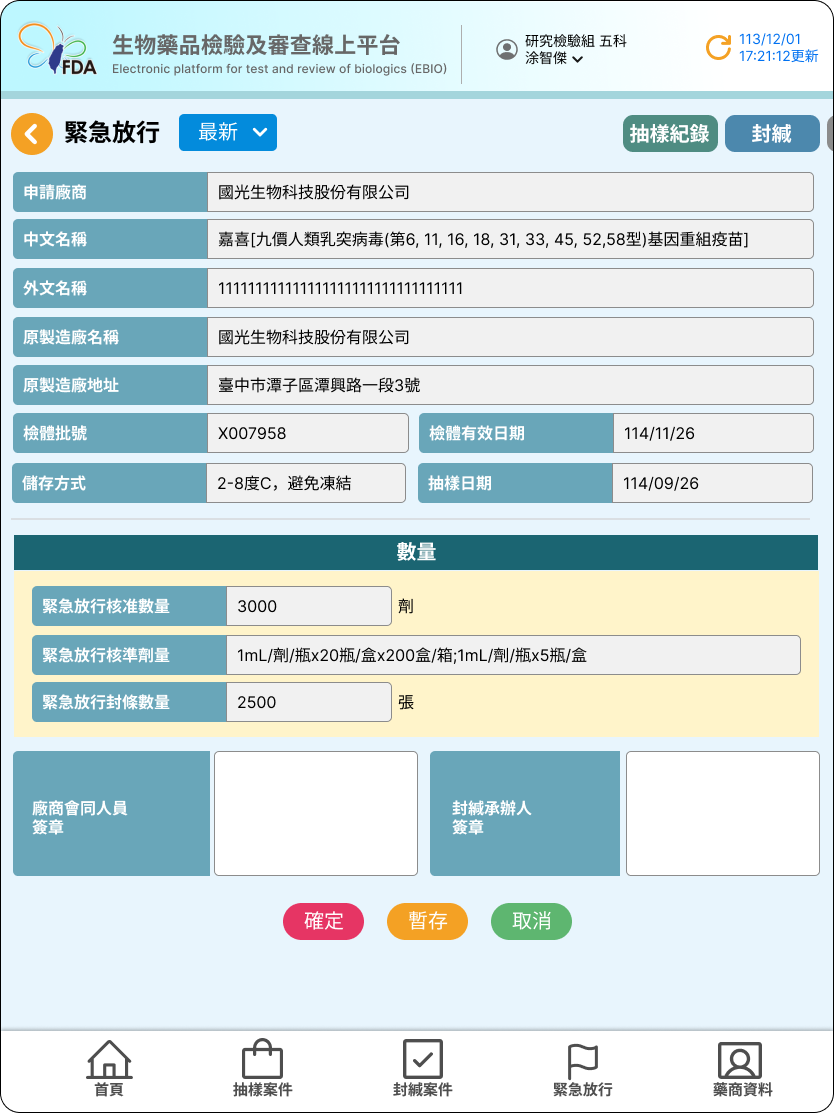 FDA
生物藥品檢驗及審查線上平台
Electronic platform for test and review of biologics (EBIO)
研究檢驗組 五科
涂智傑
113/12/01
17:21:12更新
緊急放行
最新
抽樣紀錄
封緘
申請廠商
國光生物科技股份有限公司
中文名稱
嘉喜[九價人類乳突病毒(第6, 11, 16, 18, 31, 33, 45, 52,58型)基因重組疫苗]
外文名稱
原製造廠名稱
國光生物科技股份有限公司
原製造廠地址
臺中市潭子區潭興路一段3號
檢體批號
X007958
檢體有效日期
114/11/26
儲存方式
2-8度C，避免凍結
抽樣日期
114/09/26
數量
緊急放行核准數量
3000
劑
緊急放行核準劑量
1mL/劑/瓶x20瓶/盒x200盒/箱;1mL/劑/瓶x5瓶/盒
緊急放行封條數量
2500
張
廠商會同人員
簽章
封緘承辦人
簽章
確定
暫存
取消
首頁
抽樣案件
封緘案件
緊急放行
藥商資料